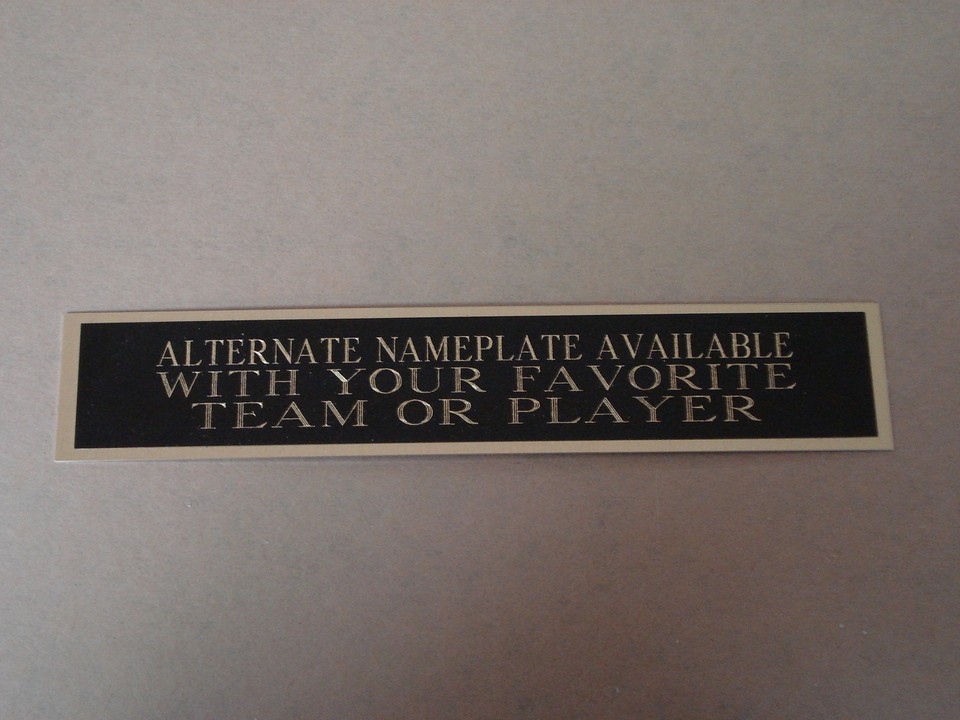 ALTERNATE NAMEPLATE AVAILABLE
WITH YOUR FAVORITE
TEAM OR PLAYER